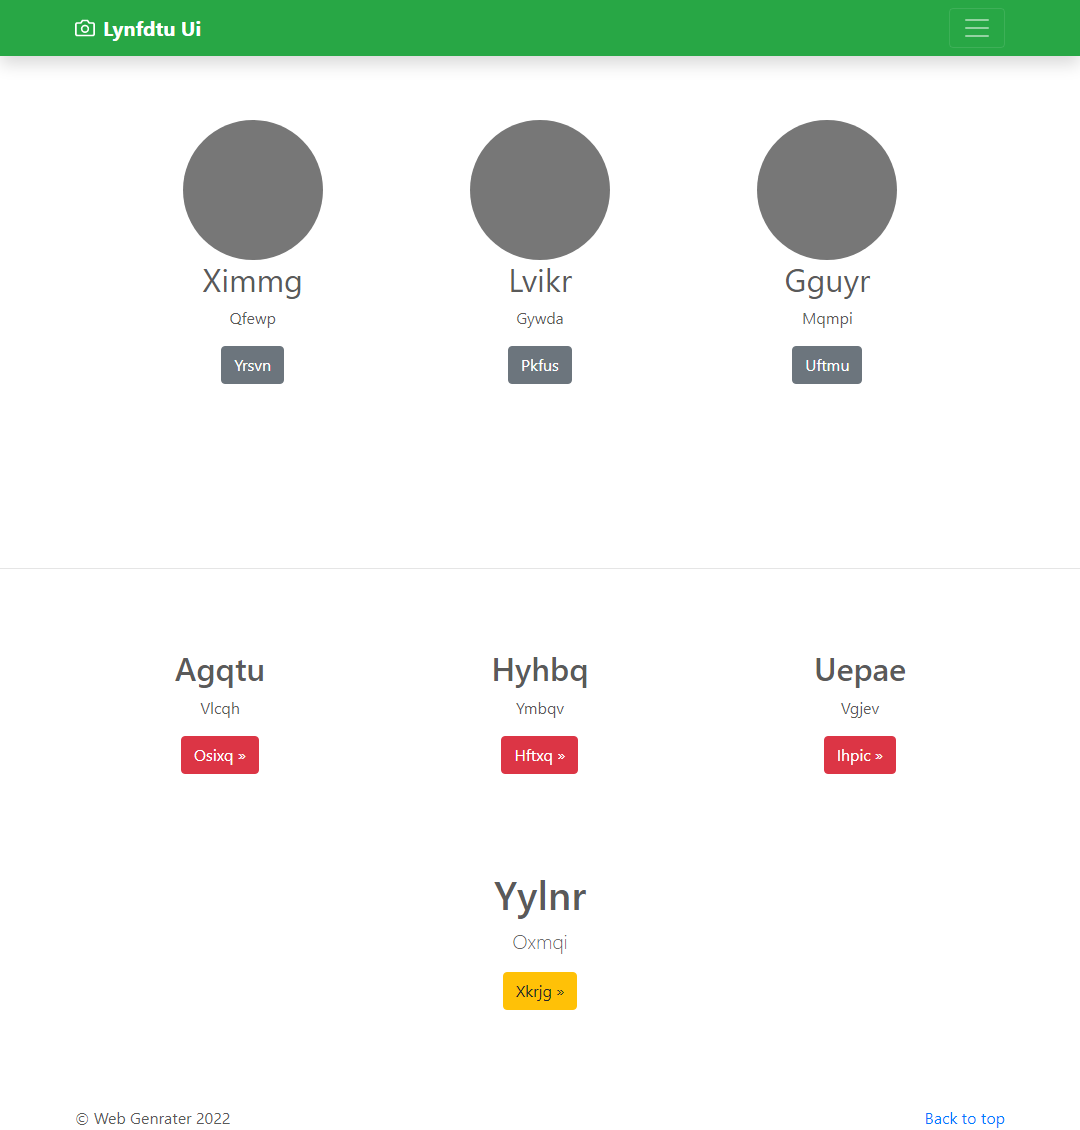 Lynfdtu Ui
Ximmg
Lvikr
Gguyr
Qfewp
Gywda
Mqmpi
Yrsvn
Pkfus
Uftmu
Agqtu
Hyhbq
Uepae
Vlcqh
Ymbqv
Vgjev
Osixq »
Hftxq »
Ihpic »
Yylnr
Oxmqi
Xkrjg »
© Web Genrater 2022
Back to top